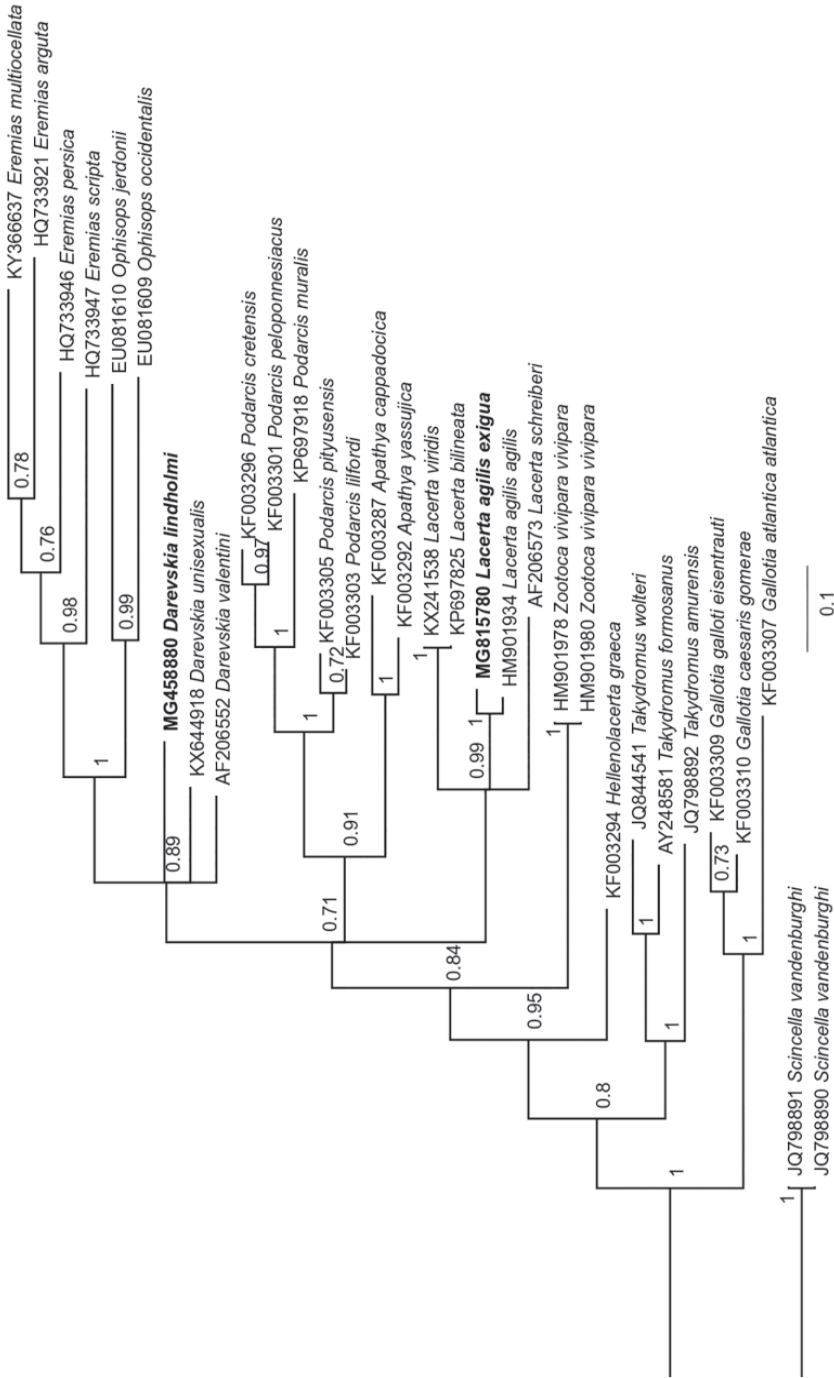 KY366637 Eremias multiocellata
HQ733921 Eremias arguta
0.78
HQ733946 Eremias persica
0.76
HQ733947 Eremias scripta
0.98
EU081610 Ophisops jerdonii
0.99
EU081609 Ophisops occidentalis
1
MG458880 Darevskia lindholmi
0.89
KX644918 Darevskia unisexualis
AF206552 Darevskia valentini
KF003296 Podarcis cretensis
0.97
KF003301 Podarcis peloponnesiacus
1
KP697918 Podarcis muralis
1
KF003305 Podarcis pityusensis
0.72
KF003303 Podarcis lilfordi
0.91
KF003287 Apathya cappadocica
1
KF003292 Apathya yassujica
0.71
KX241538 Lacerta viridis
1
KP697825 Lacerta bilineata
MG815780 Lacerta agilis exigua
1
0.99
HM901934 Lacerta agilis agilis
AF206573 Lacerta schreiberi
0.84
HM901978 Zootoca vivipara vivipara
1
HM901980 Zootoca vivipara vivipara
0.95
KF003294 Hellenolacerta graeca
JQ844541 Takydromus wolteri
1
AY248581 Takydromus formosanus
0.8
1
JQ798892 Takydromus amurensis
KF003309 Gallotia galloti eisentrauti
0.73
KF003310 Gallotia caesaris gomerae
1
1
KF003307 Gallotia atlantica atlantica
JQ798891 Scincella vandenburghi
1
JQ798890 Scincella vandenburghi
0.1